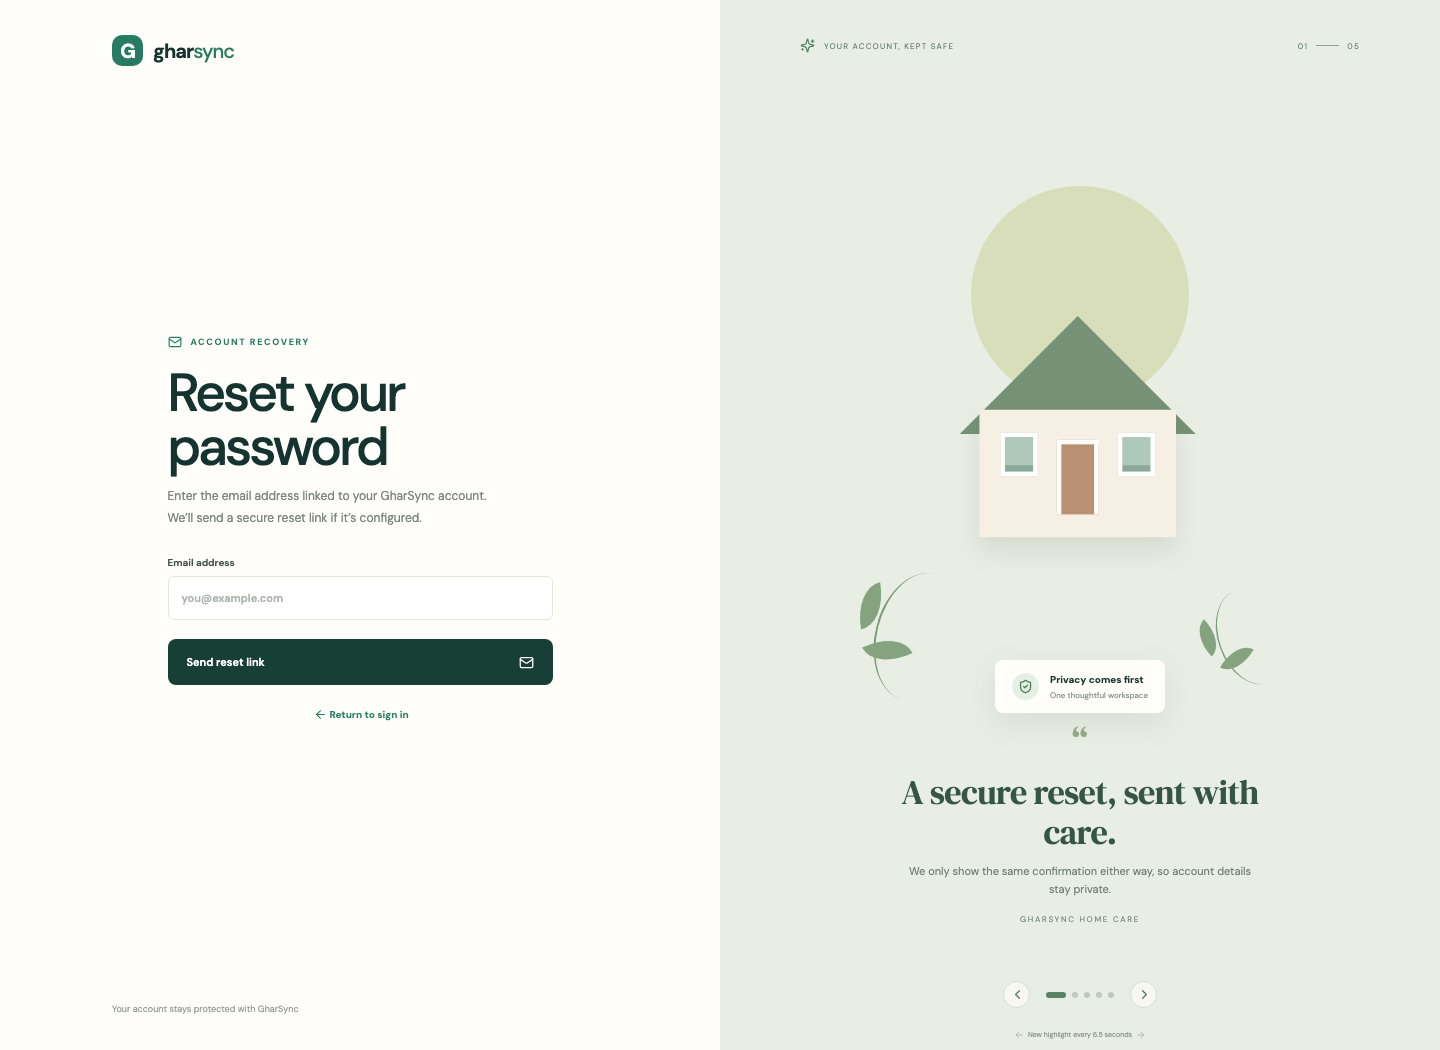 G gharsync
ACCOUNT RECOVERY
Reset your
password
Enter the email address linked to your GharSync account.
We’ll send a secure reset link if it’s configured.
Email address
you@example.com
Send reset link
← Return to sign in
Your account stays protected with GharSync
YOUR ACCOUNT, KEPT SAFE
01 — 05
Privacy comes first
One thoughtful workspace
“
A secure reset, sent with
care.
We only show the same confirmation either way, so account details
stay private.
GHARSYNC HOME CARE
← New highlight every 6.5 seconds →